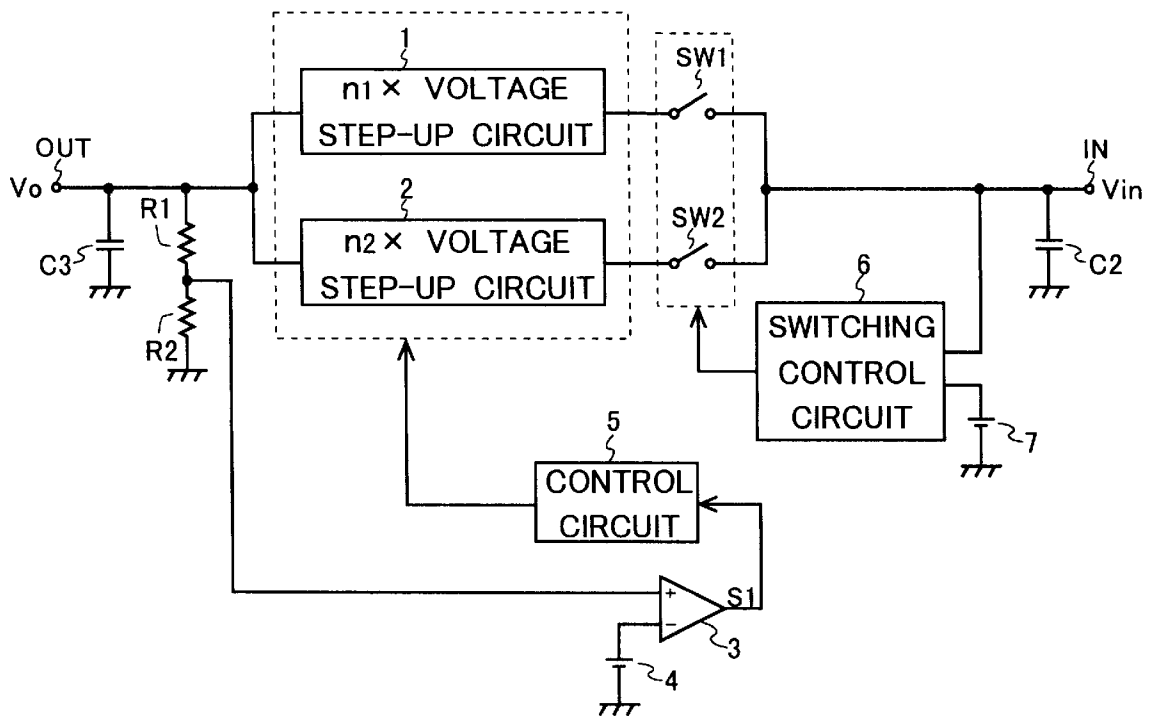 1
n1× VOLTAGE
STEP-UP CIRCUIT
SW1
OUT
Vo
IN
Vin
R1
C3
R2
2
n2× VOLTAGE
STEP-UP CIRCUIT
SW2
C2
6
SWITCHING
CONTROL
CIRCUIT
7
5
CONTROL
CIRCUIT
+
−
S1
3
4